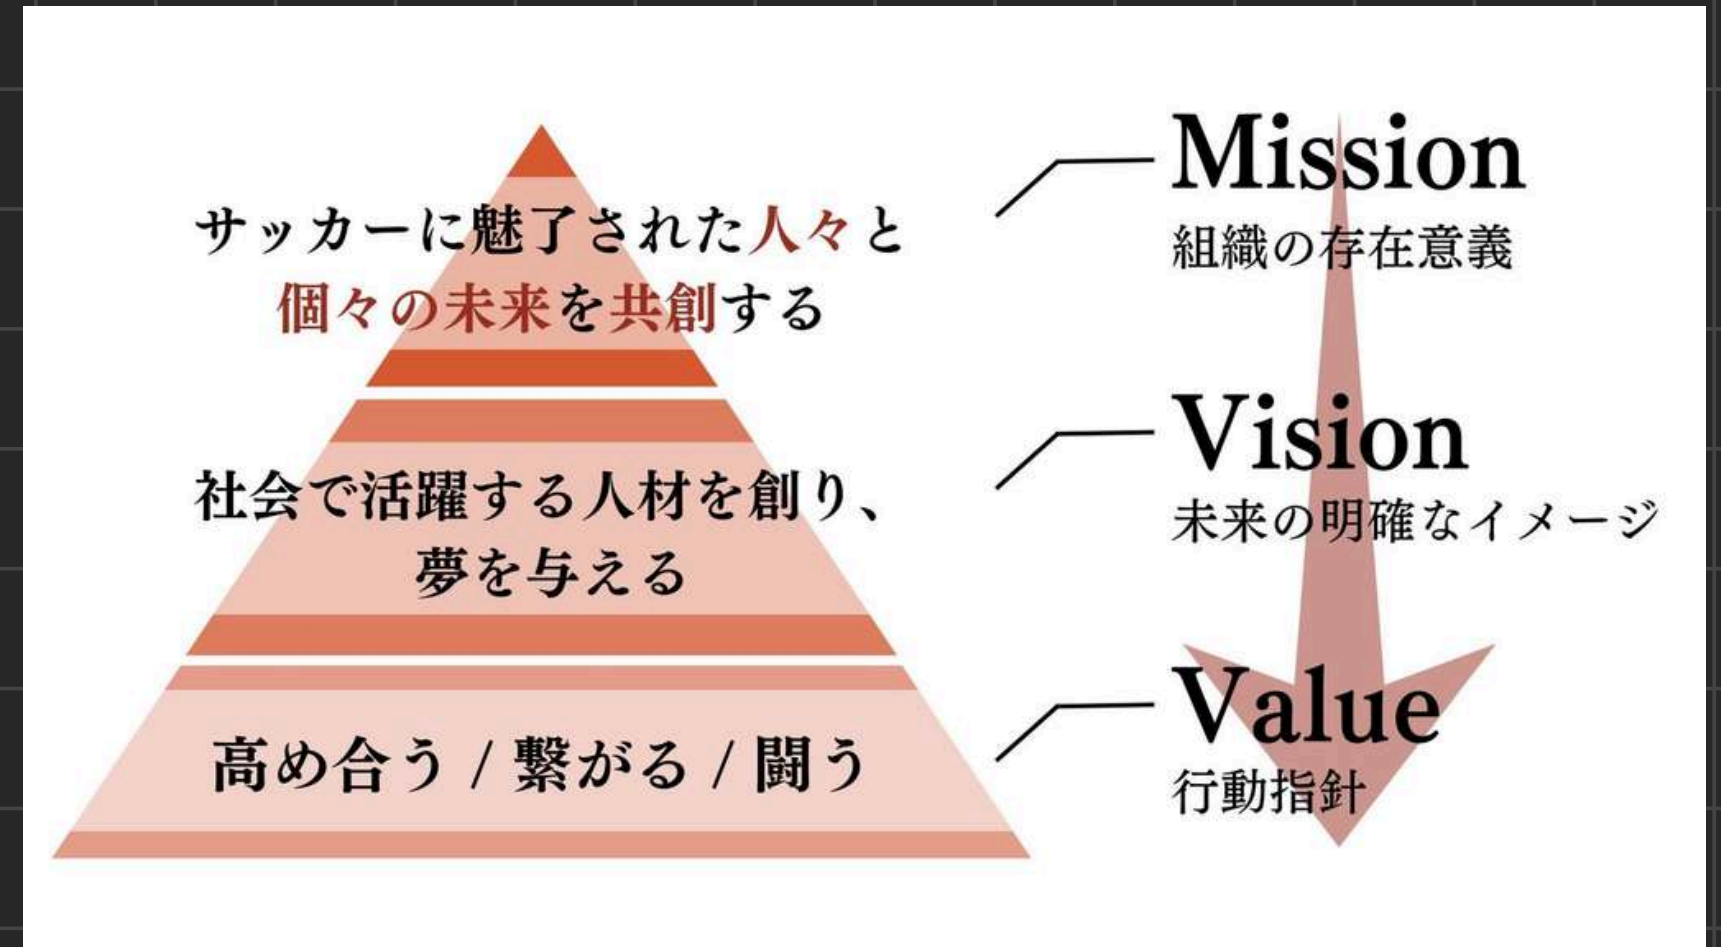 サッカーに魅了された人々と
個々の未来を共創する
Mission
組織の存在意義
社会で活躍する人材を創り、
夢を与える
Vision
未来の明確なイメージ
高め合う / 繋がる / 闘う
Value
行動指針